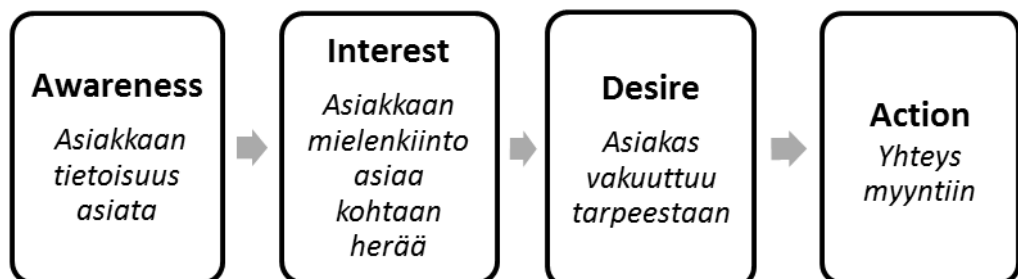 Awareness
Asiakkaan
tietoisuus
asiata
Interest
Asiakkaan
mielenkiinto
asiaa
kohtaan
herää
Desire
Asiakas
vakuuttuu
tarpeestaan
Action
Yhteys
myyntiin